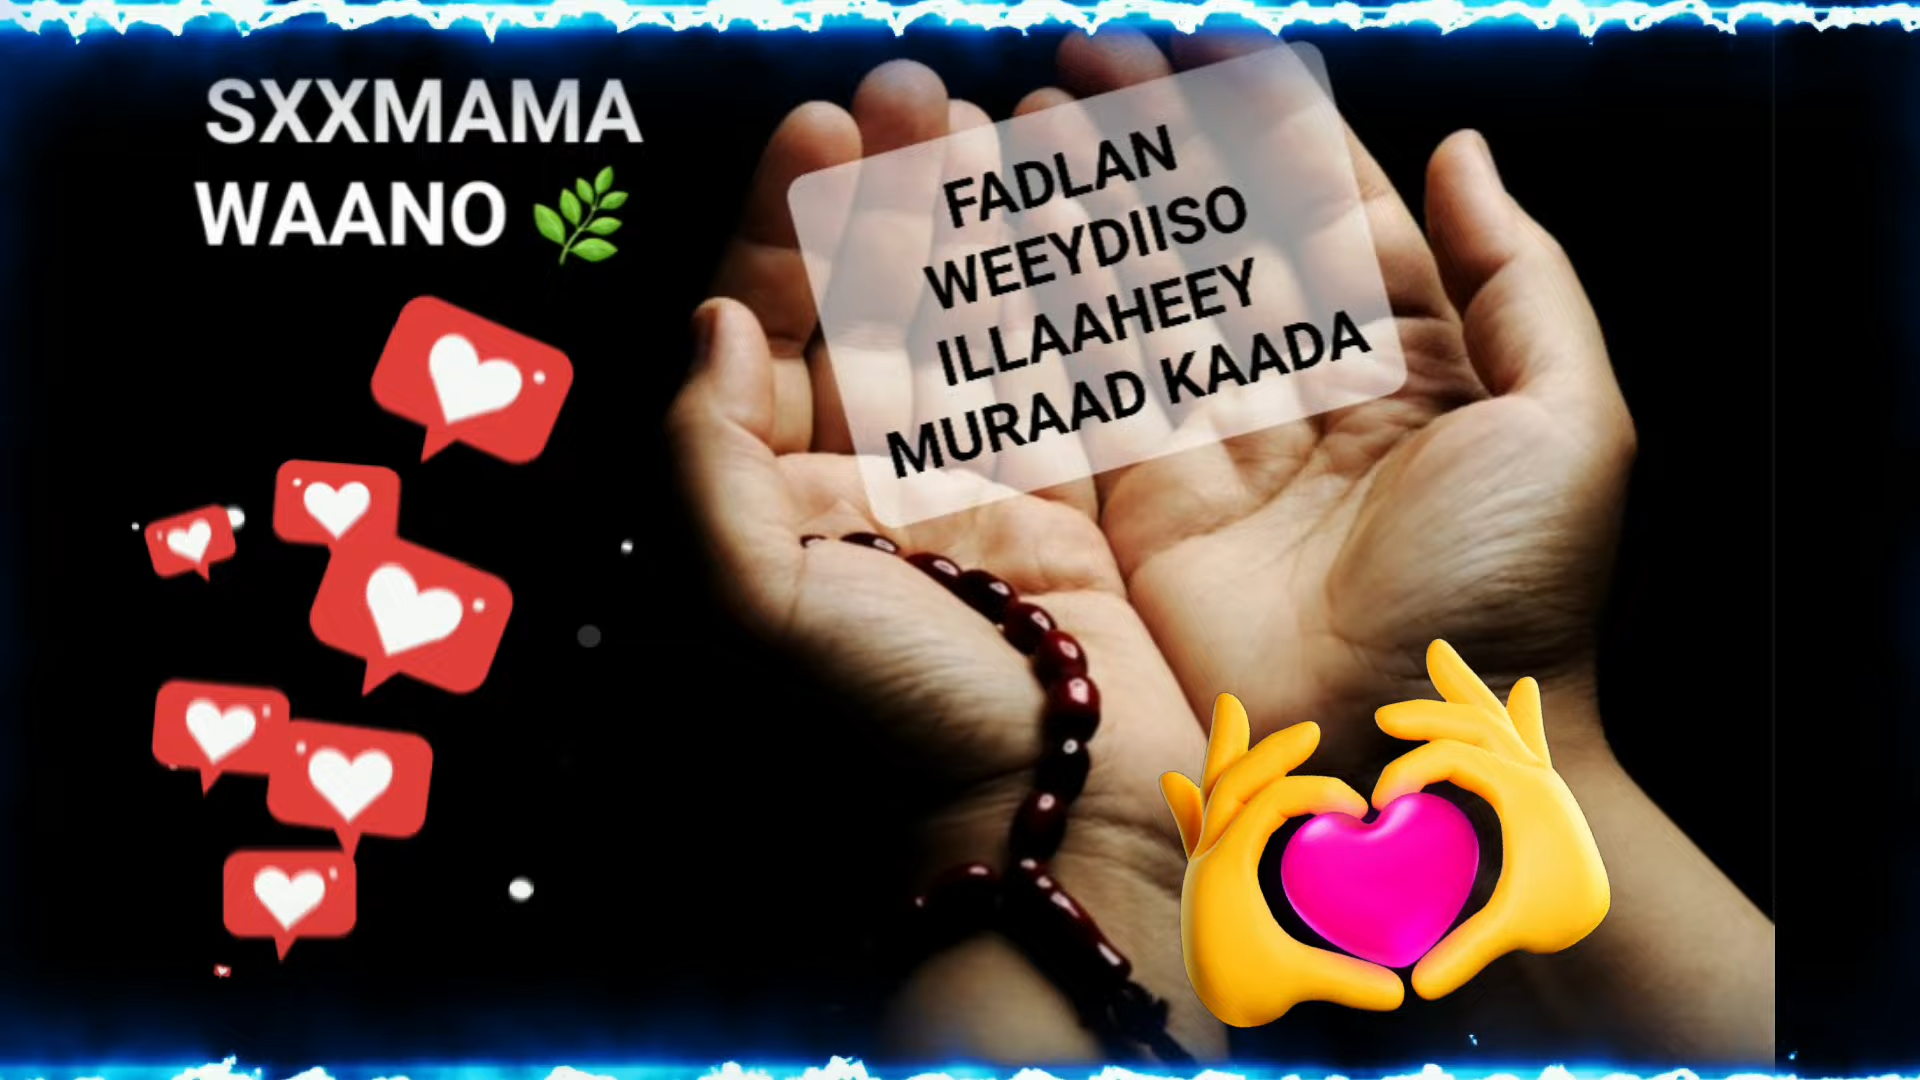 SXXMAMA
WAANO
FADLAN
WEEYDIISO
ILLAAHEEY
MURAAD KAADA